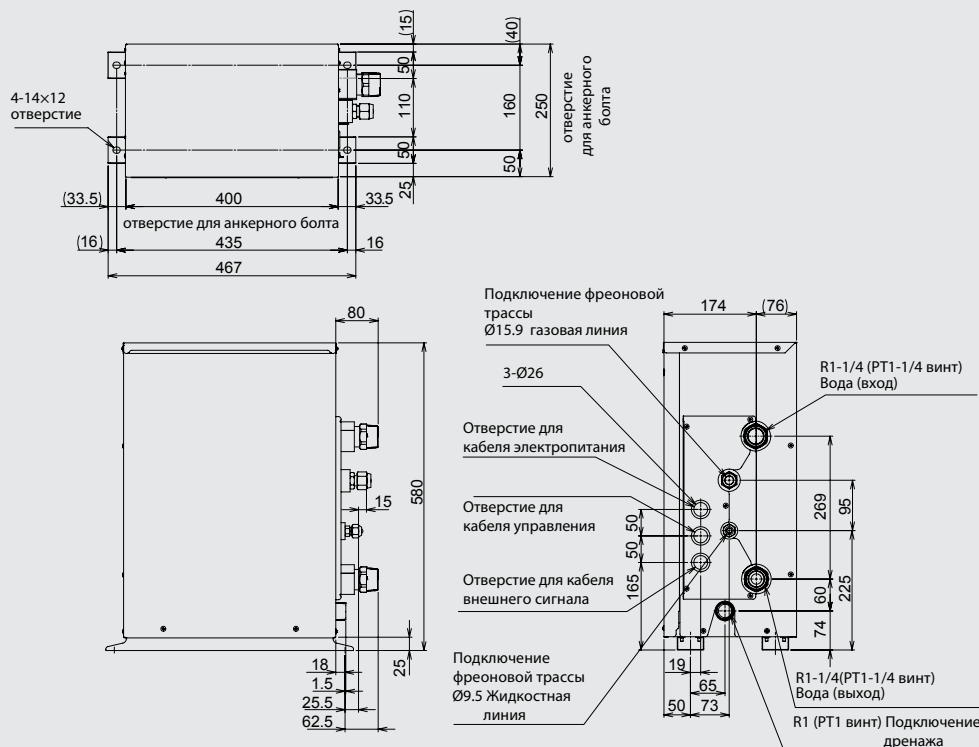 (15)
(40)
50
110
50
25
160
50
250
отверстие
для анкерного
болта
4-14×12
отверстие
(33.5)
400
33.5
отверстие для анкерного болта
(16)
435
16
467
80
580
15
18
1.5
25.5
62.5
25
Подключение фреоновой
трассы
Ø15.9 газовая линия
3-Ø26
Отверстие для
кабеля электропитания
Отверстие для
кабеля управления
Отверстие для кабеля
внешнего сигнала
Подключение
фреоновой трассы
Ø9.5 Жидкостная
линия
174
(76)
R1-1/4 (PT1-1/4 винт)
Вода (вход)
50
50
165
269
95
60
225
74
19
65
50
73
R1-1/4(PT1-1/4 винт)
Вода (выход)
R1 (PT1 винт) Подключение
дренажа